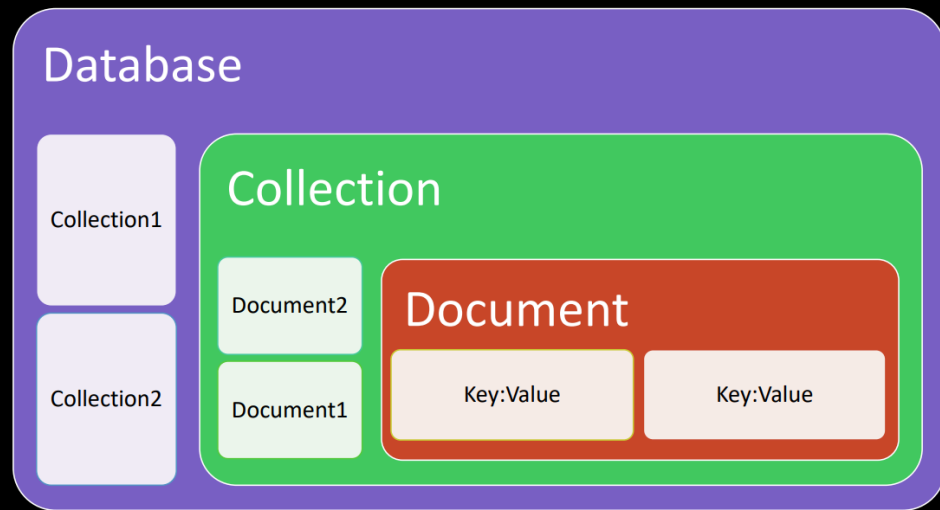 Database
Collection1
Collection2
Collection
Document2
Document1
Document
Key:Value
Key:Value